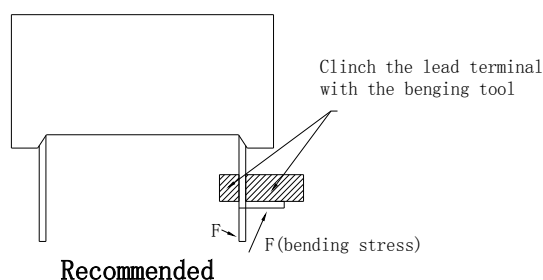 Clinch the lead terminal
with the benging tool
F
F(bending stress)
Recommended